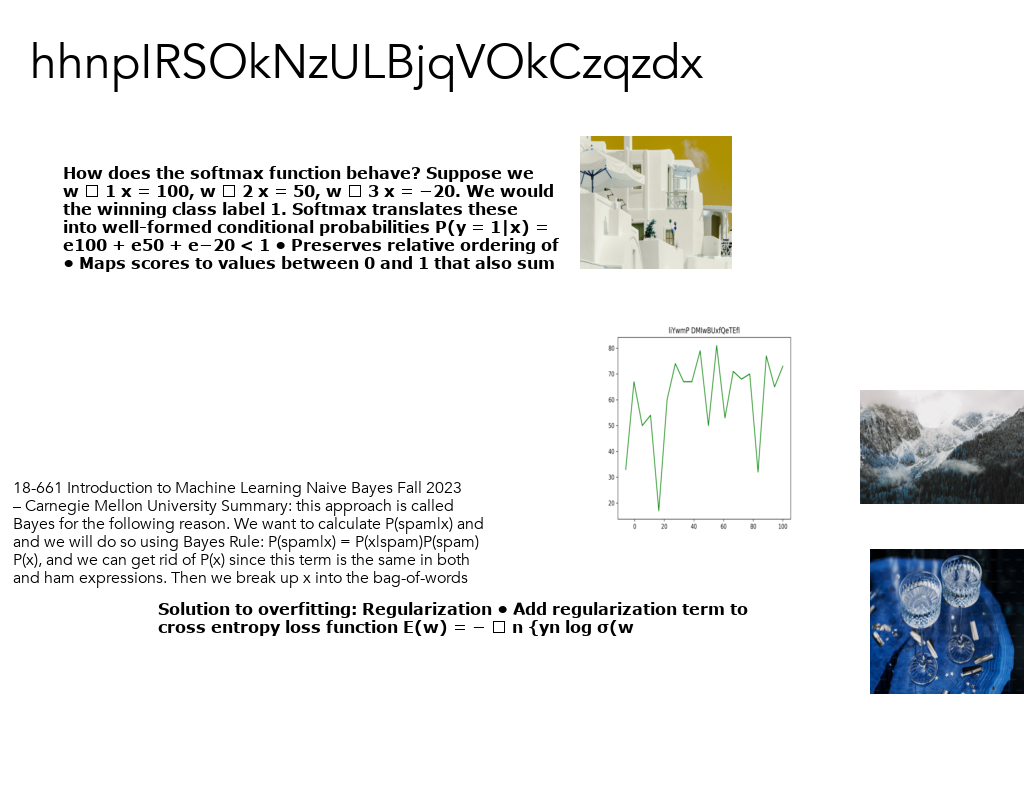 hhnpIRSOkNzULBjqVOkCzqzdx
How does the softmax function behave? Suppose we
w □ 1 x = 100, w □ 2 x = 50, w □ 3 x = −20. We would
the winning class label 1. Softmax translates these
into well-formed conditional probabilities P(y = 1|x) =
e100 + e50 + e−20 < 1 • Preserves relative ordering of
• Maps scores to values between 0 and 1 that also sum
80
70
60
50
40
30
20
0 20 40 60 80 100
18-661 Introduction to Machine Learning Naive Bayes Fall 2023
– Carnegie Mellon University Summary: this approach is called
Bayes for the following reason. We want to calculate P(spam|x) and
and we will do so using Bayes Rule: P(spam|x) = P(x|spam)P(spam)
P(x), and we can get rid of P(x) since this term is the same in both
and ham expressions. Then we break up x into the bag-of-words
Solution to overfitting: Regularization • Add regularization term to
cross entropy loss function E(w) = − □ n {yn log σ(w